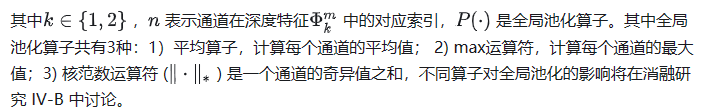 其中 k ∈ {1, 2} ，n 表示通道在深度特征Φₖᵐ 中的对应索引，P(·) 是全局池化算子。其中全局
池化算子共有3种：1）平均算子，计算每个通道的平均值； 2) max运算符，计算每个通道的最大
值；3) 核范数运算符 (‖ · ‖∗ ) 是一个通道的奇异值之和，不同算子对全局池化的影响将在消融研
究 IV-B 中讨论。